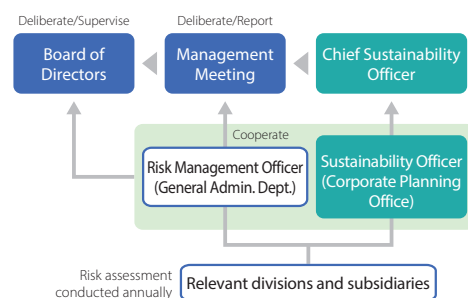 Deliberate/Supervise
Deliberate/Report
Board of
Directors
Management
Meeting
Chief Sustainability
Officer
Cooperate
Risk Management Officer
(General Admin. Dept.)
Sustainability Officer
(Corporate Planning
Office)
Risk assessment
conducted annually
Relevant divisions and subsidiaries